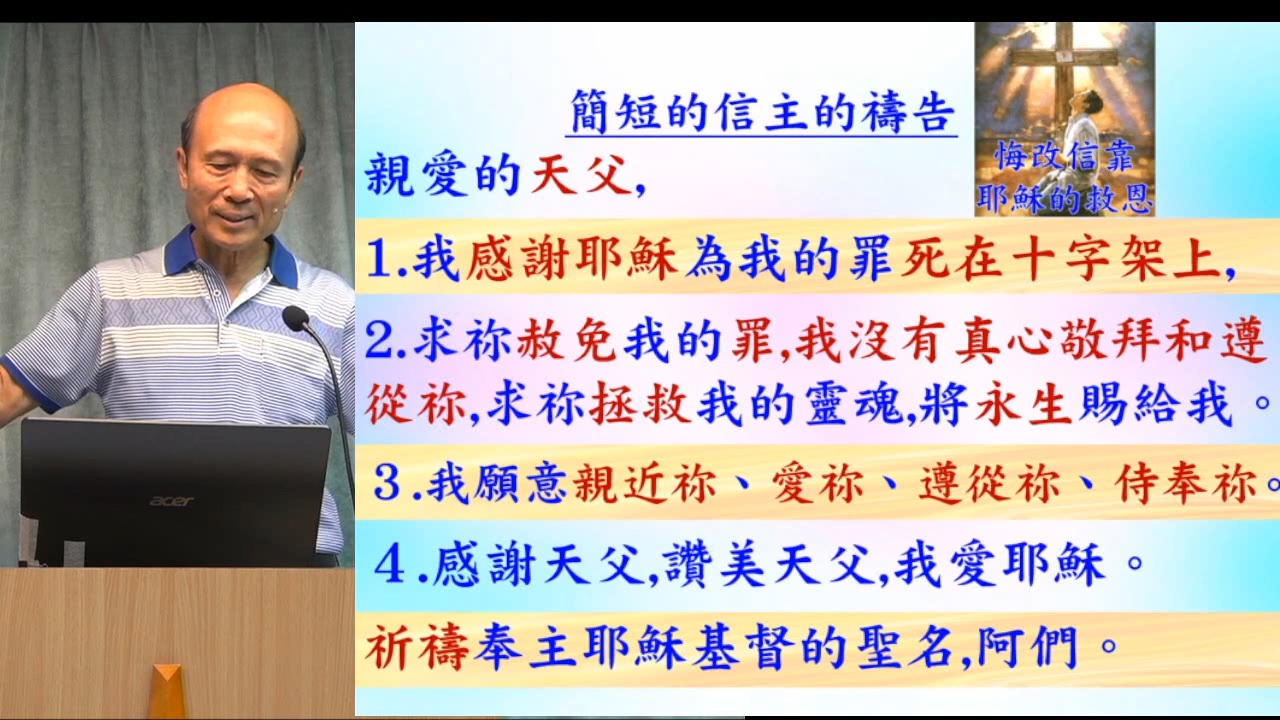 簡短的信主的禱告
悔改信靠
耶穌的救恩
親愛的天父,
1.我感謝耶穌為我的罪死在十字架上,
2.求祢赦免我的罪,我沒有真心敬拜和遵
從祢,求祢拯救我的靈魂,將永生賜給我。
３.我願意親近祢、愛祢、遵從祢、侍奉祢。
４.感謝天父,讚美天父,我愛耶穌。
祈禱奉主耶穌基督的聖名,阿們。
acer